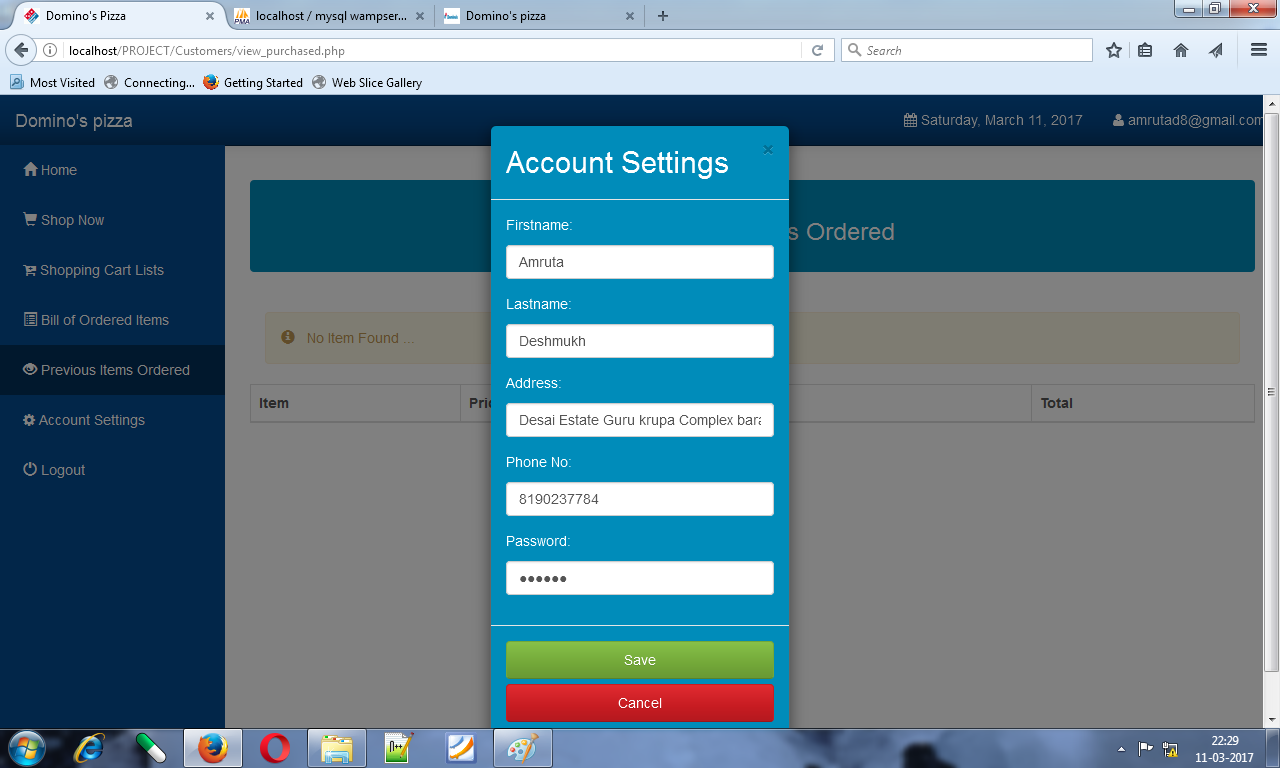 Domino's Pizza
localhost / mysql wampser...
Domino's pizza
localhost/PROJECT/Customers/view_purchased.php
Search
Most Visited
Connecting...
Getting Started
Web Slice Gallery
Domino's pizza
Saturday, March 11, 2017
amrutad8@gmail.com
Home
Shop Now
Shopping Cart Lists
Bill of Ordered Items
Previous Items Ordered
Account Settings
Logout
Ordered
No Item Found ...
Item
Total
Account Settings
×
Firstname:
Amruta
Lastname:
Deshmukh
Address:
Desai Estate Guru krupa Complex bara
Phone No:
8190237784
Password:
••••••
Save
Cancel
22:29
11-03-2017